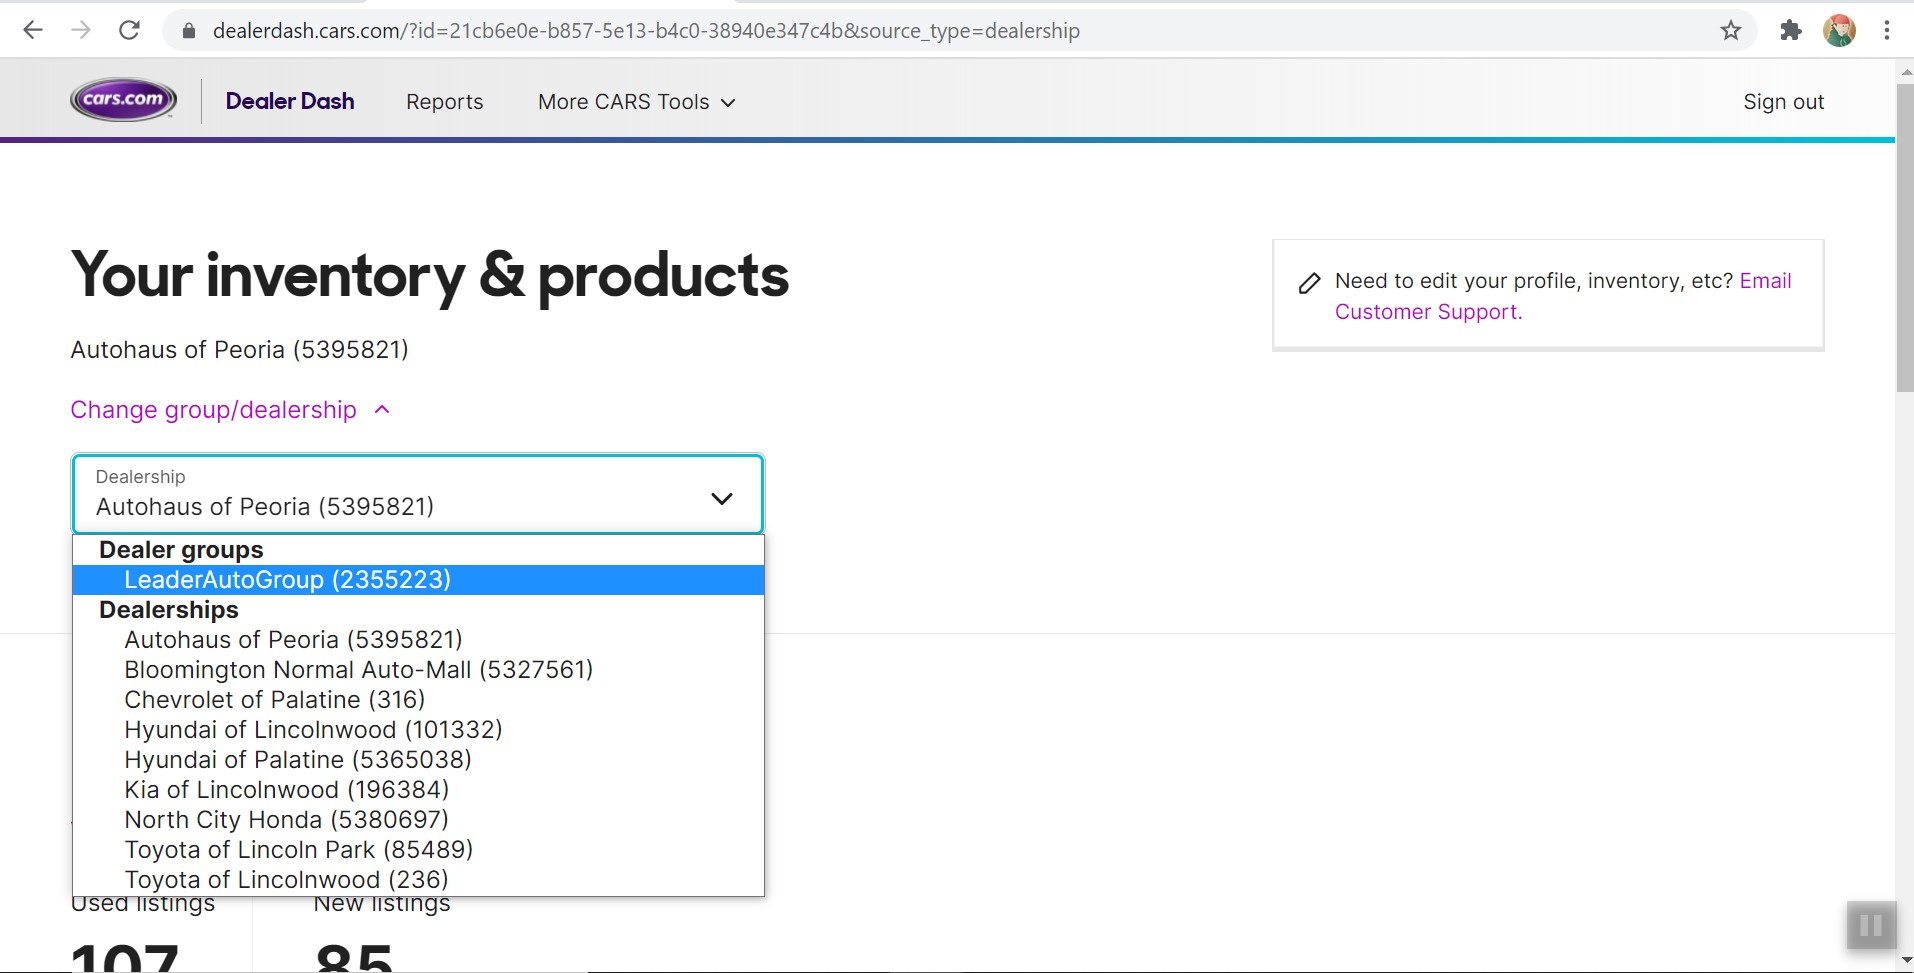 dealerdash.cars.com/?id=21cb6e0e-b857-5e13-b4c0-38940e347c4b&source_type=dealership
cars.com
Dealer Dash
Reports
More CARS Tools
Sign out
Your inventory & products
Need to edit your profile, inventory, etc? Email
Customer Support.
Autohaus of Peoria (5395821)
Change group/dealership
Dealership
Autohaus of Peoria (5395821)
Dealer groups
LeaderAutoGroup (2355223)
Dealerships
Autohaus of Peoria (5395821)
Bloomington Normal Auto-Mall (5327561)
Chevrolet of Palatine (316)
Hyundai of Lincolnwood (101332)
Hyundai of Palatine (5365038)
Kia of Lincolnwood (196384)
North City Honda (5380697)
Toyota of Lincoln Park (85489)
Toyota of Lincolnwood (236)
Used listings
New listings
107
85